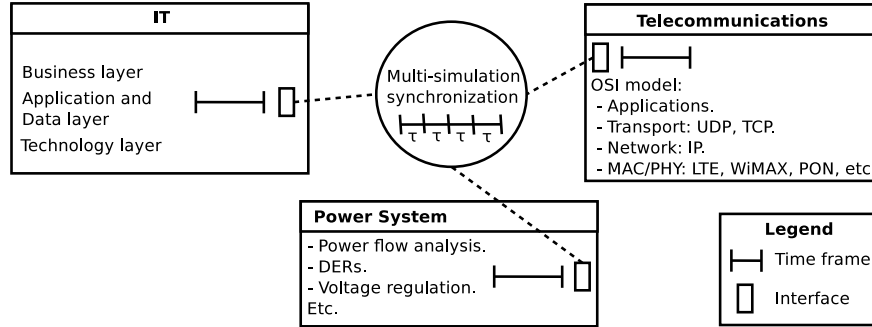 IT
Business layer
Application and
Data layer
Technology layer
Multi-simulation
synchronization
τ τ τ τ
Telecommunications
OSI model:
- Applications.
- Transport: UDP, TCP.
- Network: IP.
- MAC/PHY: LTE, WiMAX, PON, etc
Power System
- Power flow analysis.
- DERs.
- Voltage regulation.
Etc.
Legend
Time frame
Interface